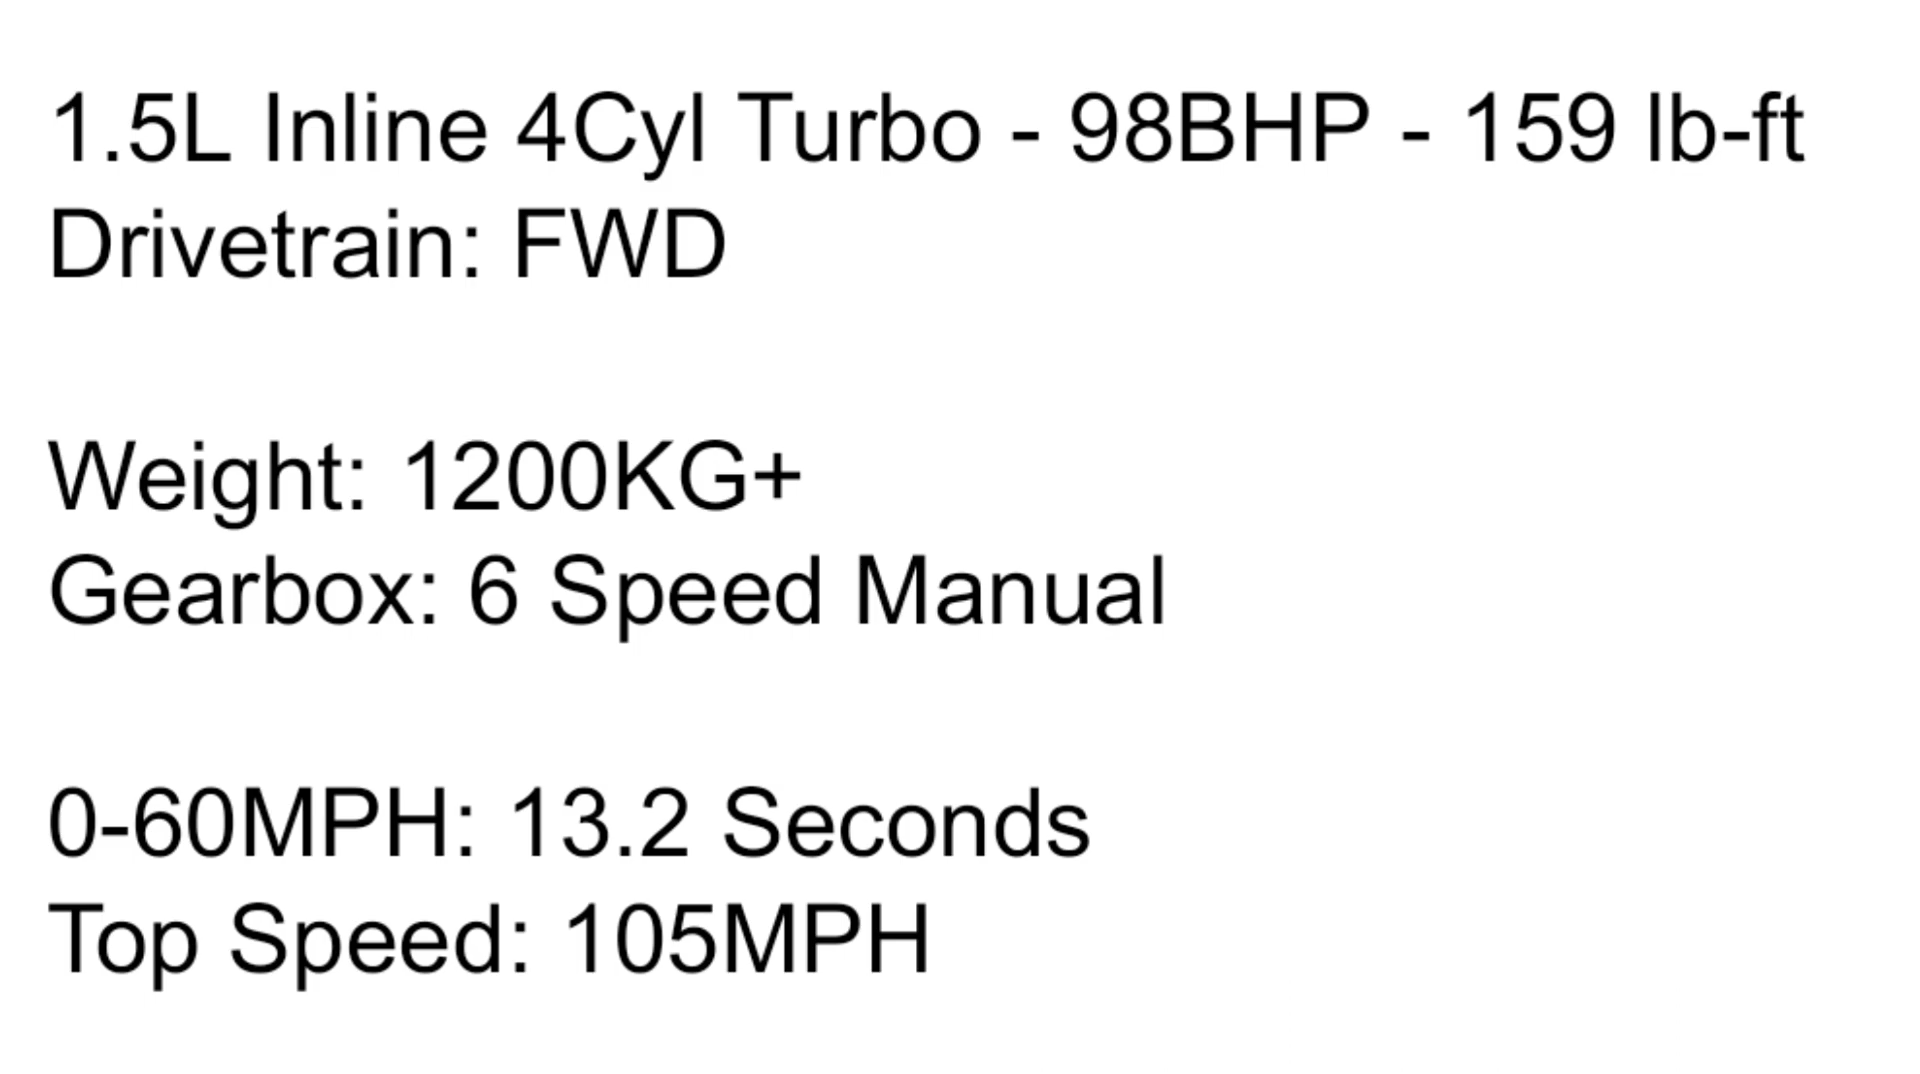 1.5L Inline 4Cyl Turbo - 98BHP - 159 lb-ft
Drivetrain: FWD
Weight: 1200KG+
Gearbox: 6 Speed Manual
0-60MPH: 13.2 Seconds
Top Speed: 105MPH